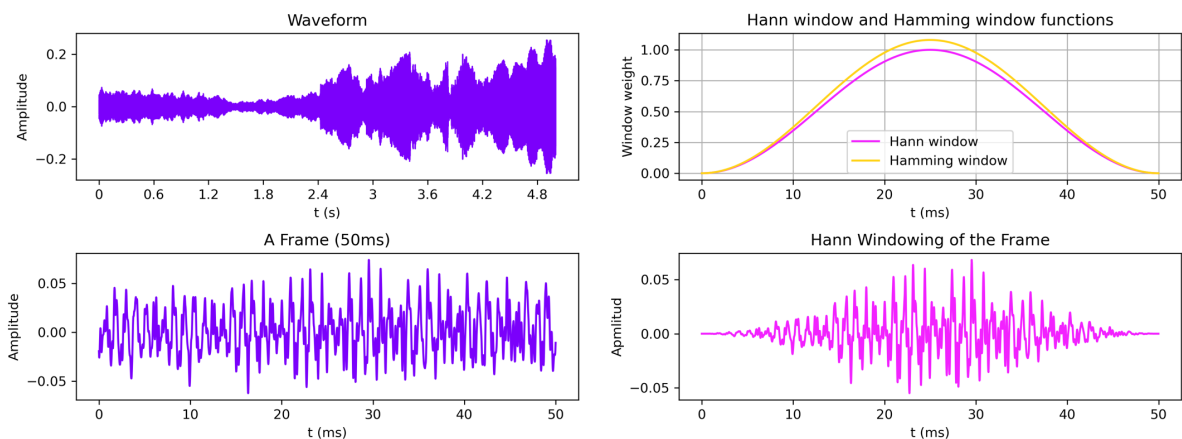 Waveform
Amplitude
0.2
0.0
−0.2
0
0.6
1.2
1.8
2.4
3
3.6
4.2
4.8
t (s)
Hann window and Hamming window functions
Window weight
1.00
0.75
0.50
0.25
0.00
Hann window
Hamming window
0
10
20
30
40
50
t (ms)
A Frame (50ms)
Amplitude
0.05
0.00
−0.05
0
10
20
30
40
50
t (ms)
Hann Windowing of the Frame
Apmlitud
0.05
0.00
−0.05
0
10
20
30
40
50
t (ms)